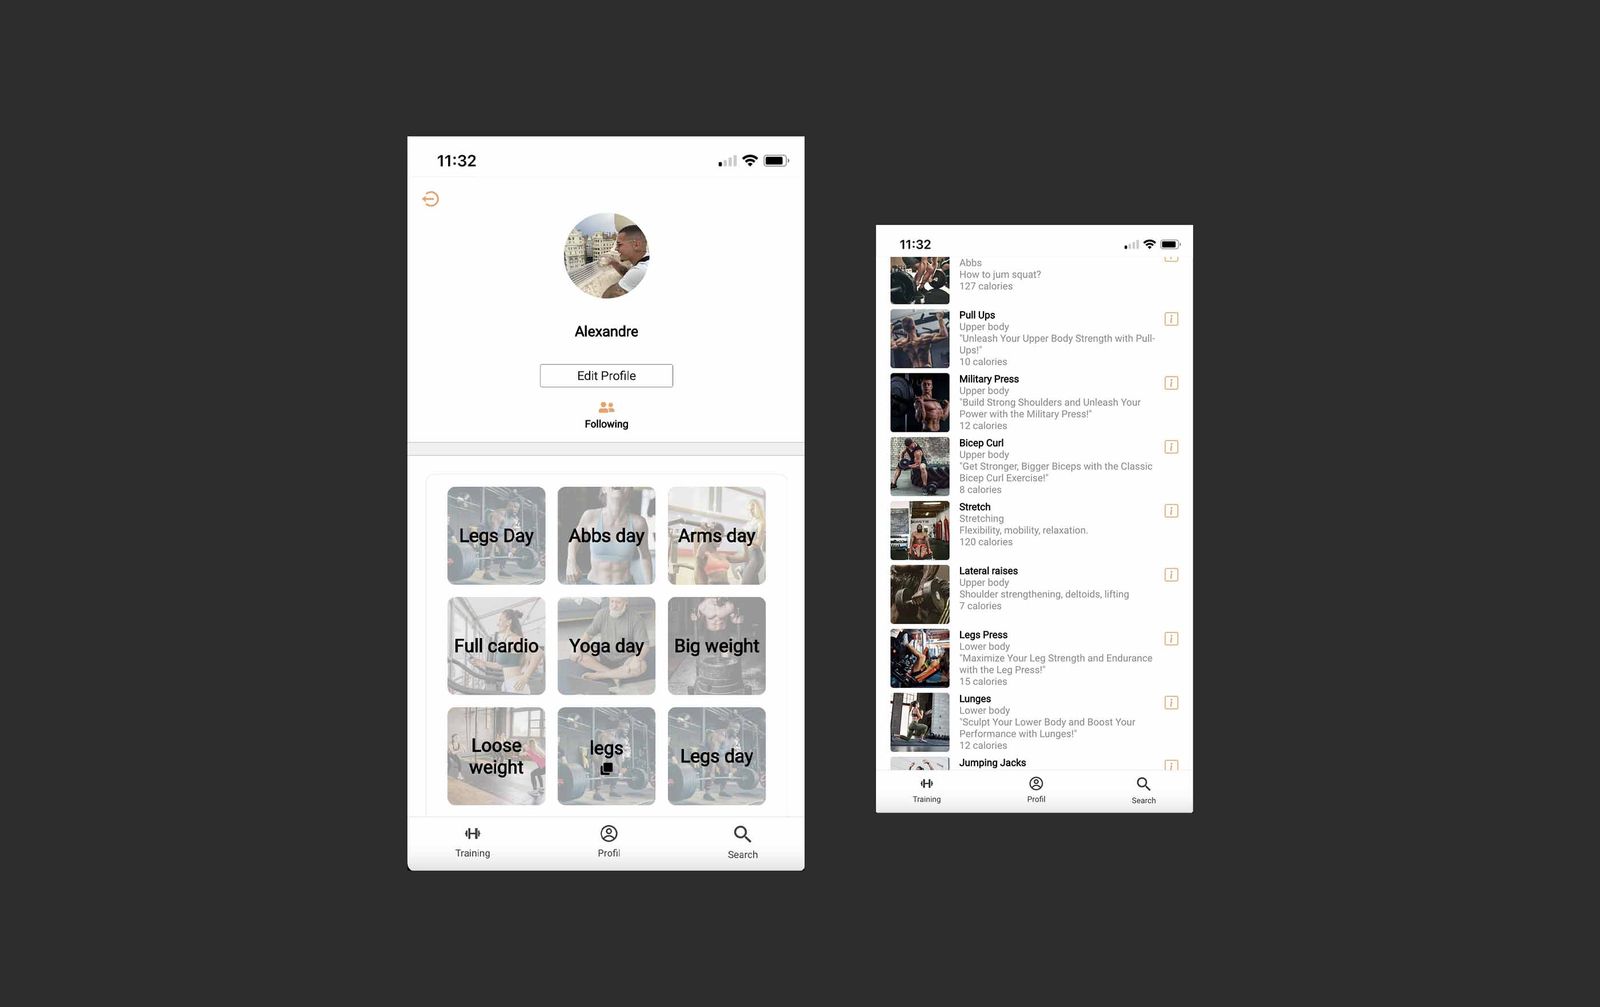 11:32
Alexandre
Edit Profile
Following
Legs Day
Abbs day
Arms day
Full cardio
Yoga day
Big weight
Loose
weight
legs
Legs day
Training
Profil
Search
11:32
Abbs
How to jum squat?
127 calories
Pull Ups
Upper body
"Unleash Your Upper Body Strength with Pull-
Ups!"
10 calories
Military Press
Upper body
"Build Strong Shoulders and Unleash Your
Power with the Military Press!"
12 calories
Bicep Curl
Upper body
"Get Stronger, Bigger Biceps with the Classic
Bicep Curl Exercise!"
8 calories
Stretch
Stretching
Flexibility, mobility, relaxation.
120 calories
Lateral raises
Upper body
Shoulder strengthening, deltoids, lifting
7 calories
Legs Press
Lower body
"Maximize Your Leg Strength and Endurance
with the Leg Press!"
15 calories
Lunges
Lower body
"Sculpt Your Lower Body and Boost Your
Performance with Lunges!"
12 calories
Jumping Jacks
Training
Profil
Search